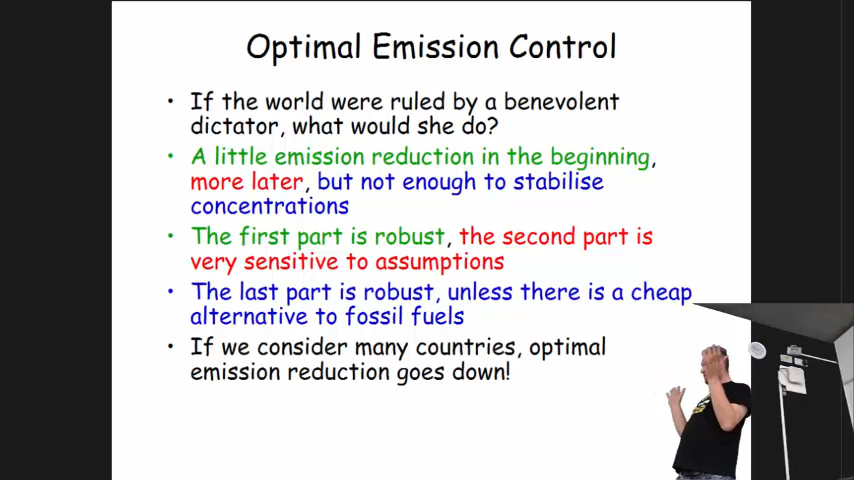 Optimal Emission Control
• If the world were ruled by a benevolent
dictator, what would she do?
• A little emission reduction in the beginning,
more later, but not enough to stabilise
concentrations
• The first part is robust, the second part is
very sensitive to assumptions
• The last part is robust, unless there is a cheap
alternative to fossil fuels
• If we consider many countries, optimal
emission reduction goes down!